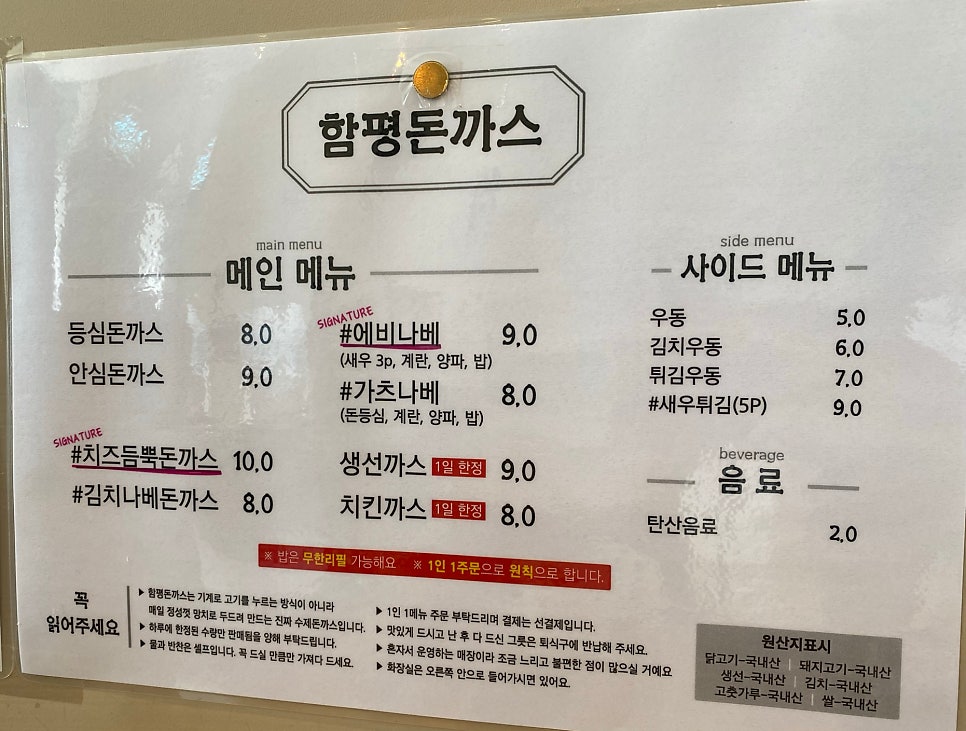 함평돈까스
main menu
메인 메뉴
등심돈까스 8.0
안심돈까스 9.0
SIGNATURE
#치즈듬뿍돈까스 10.0
#김치나베돈까스 8.0
SIGNATURE
#에비나베 9.0
(새우 3p, 계란, 양파, 밥)
#가츠나베 8.0
(돈등심, 계란, 양파, 밥)
생선까스 1일 한정 9.0
치킨까스 1일 한정 8.0
side menu
사이드 메뉴
우동 5.0
김치우동 6.0
튀김우동 7.0
#새우튀김(5P) 9.0
beverage
음 료
탄산음료 2.0
※ 밥은 무한리필 가능해요 ※ 1인 1주문으로 원칙으로 합니다.
꼭
읽어주세요
▶ 함평돈까스는 기계로 고기를 누르는 방식이 아니라
매일 정성껏 망치로 두드려 만드는 진짜 수제돈까스입니다.
▶ 하루에 한정된 수량만 판매됨을 양해 부탁드립니다.
▶ 물과 반찬은 셀프입니다. 꼭 드실 만큼만 가져다 드세요.
▶ 1인 1메뉴 주문 부탁드리며 결제는 선결제입니다.
▶ 맛있게 드시고 난 후 다 드신 그릇은 퇴식구에 반납해 주세요.
▶ 혼자서 운영하는 매장이라 조금 느리고 불편한 점이 많으실 거예요
▶ 화장실은 오른쪽 안으로 들어가시면 있어요.
원산지표시
닭고기-국내산 | 돼지고기-국내산
생선-국내산 | 김치-국내산
고춧가루-국내산 | 쌀-국내산